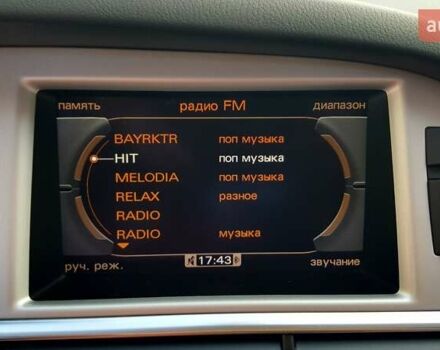 память радио FM диапазон
BAYRKTR поп музыка
HIT поп музыка
MELODIA поп музыка
RELAX разное
RADIO
RADIO музыка
руч. реж. 17:43 звучание